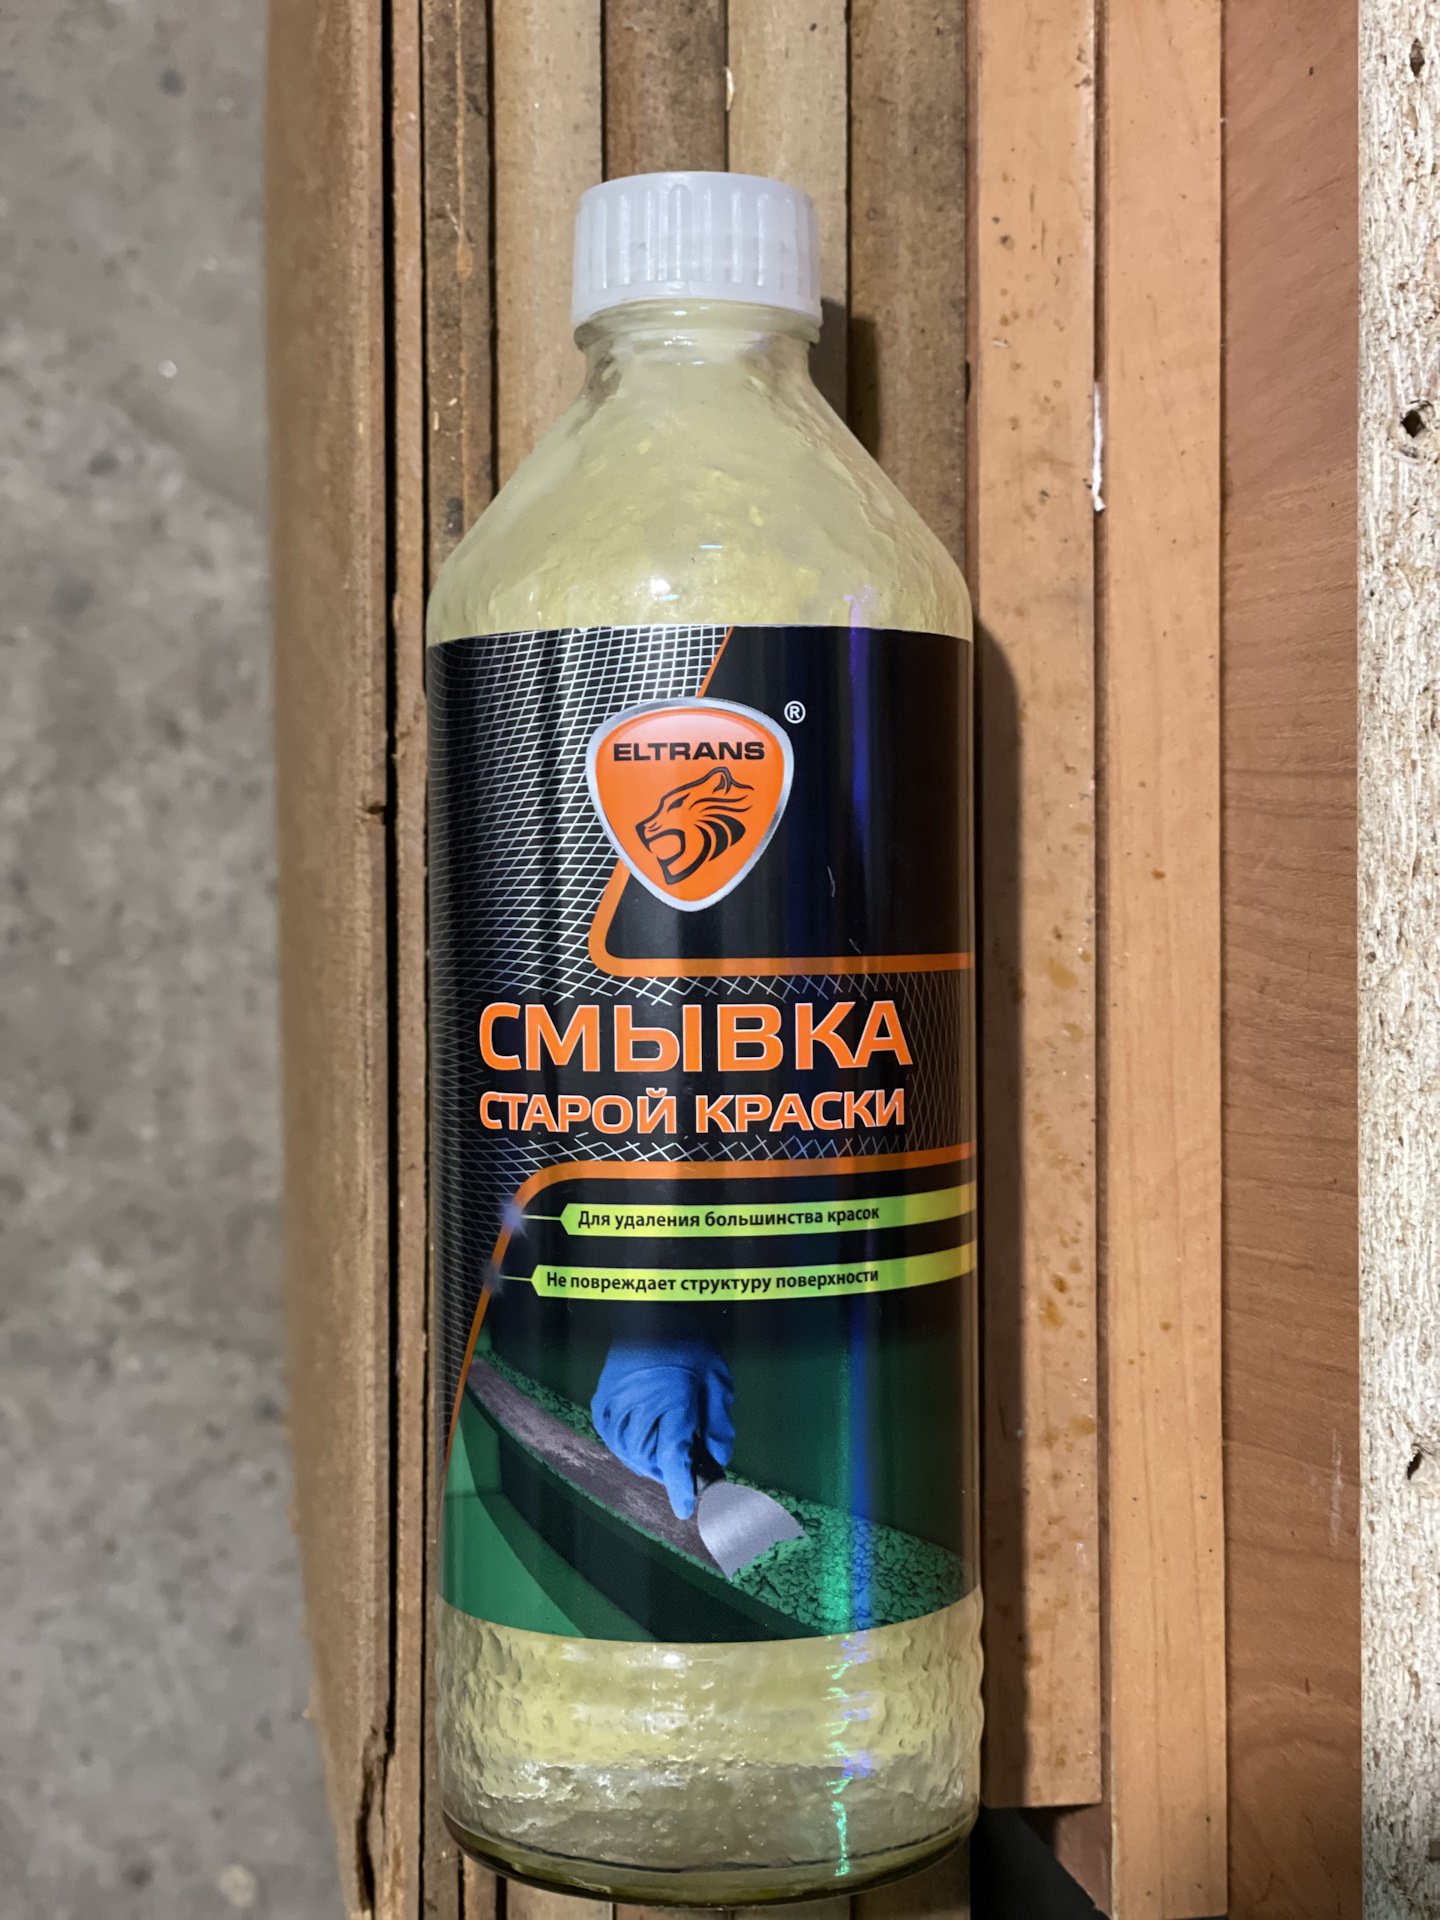 ®
ELTRANS
СМЫВКА
СТАРОЙ КРАСКИ
Для удаления большинства красок
Не повреждает структуру поверхности